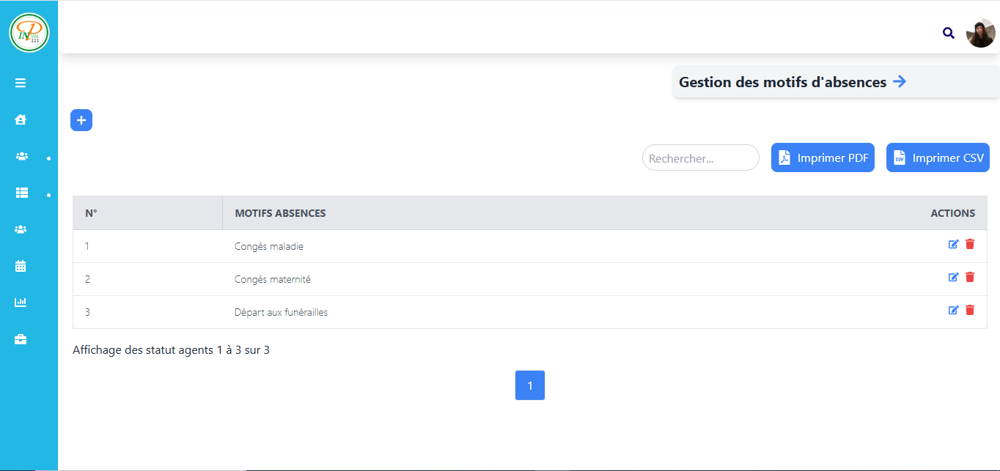 Gestion des motifs d'absences
Rechercher...
Imprimer PDF
Imprimer CSV
N° MOTIFS ABSENCES ACTIONS
1 Congés maladie
2 Congés maternité
3 Départ aux funérailles
Affichage des statut agents 1 à 3 sur 3
1